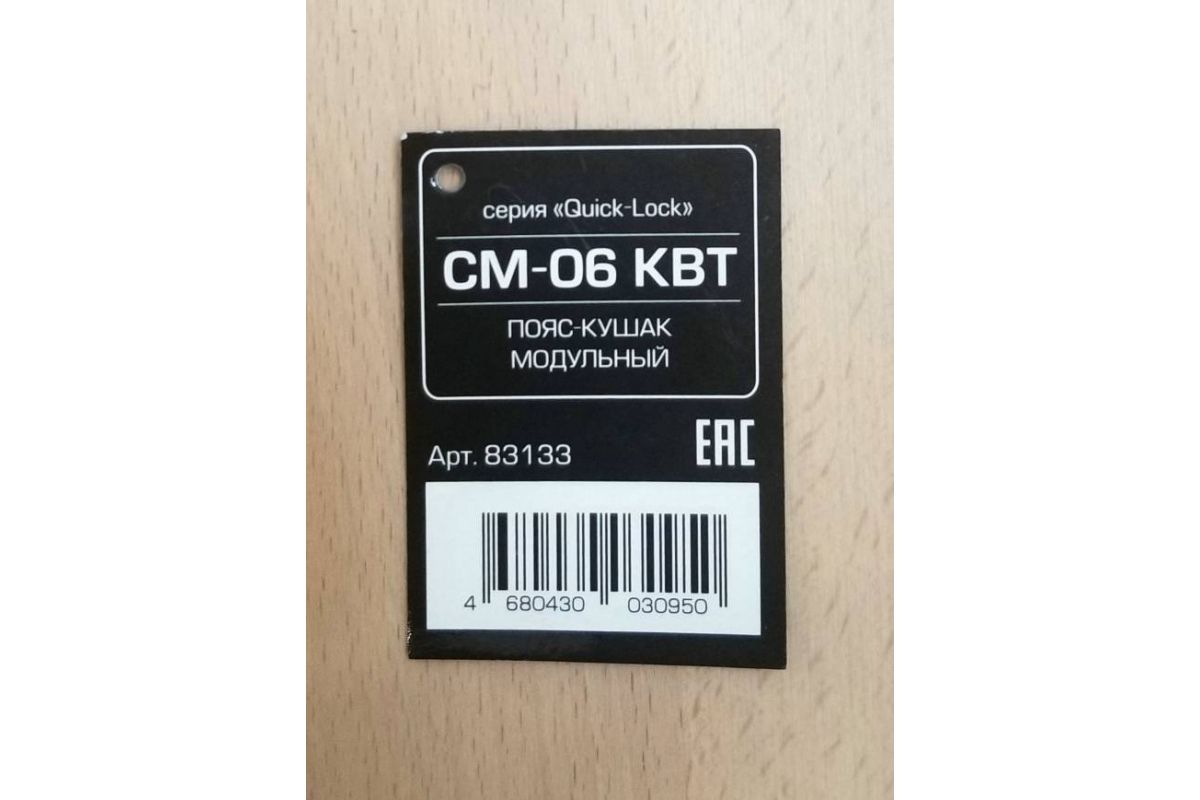 серия «Quick-Lock»
СМ-06 КВТ
ПОЯС-КУШАК
МОДУЛЬНЫЙ
Арт. 83133
EAC
4 680430 030950